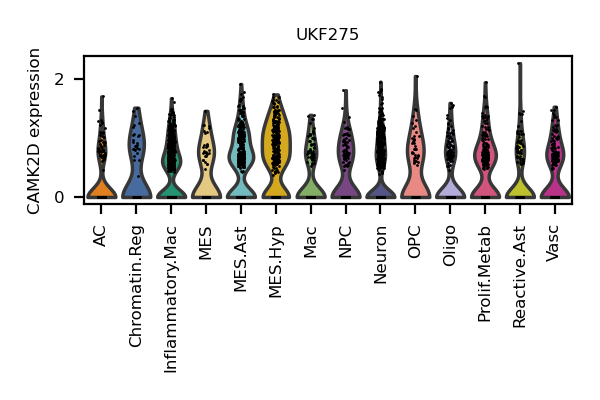 UKF275
CAMK2D expression
2
0
AC
Chromatin.Reg
Inflammatory.Mac
MES
MES.Ast
MES.Hyp
Mac
NPC
Neuron
OPC
Oligo
Prolif.Metab
Reactive.Ast
Vasc